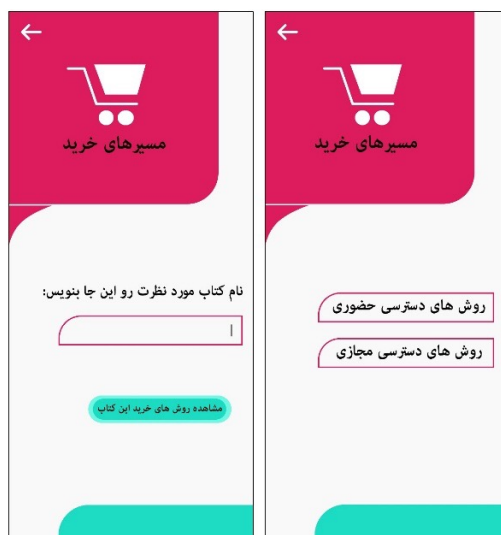 مسیرهای خرید
نام کتاب مورد نظرت رو این جا بنویس:
مشاهده روش های خرید این کتاب
مسیرهای خرید
روش های دسترسی حضوری
روش های دسترسی مجازی